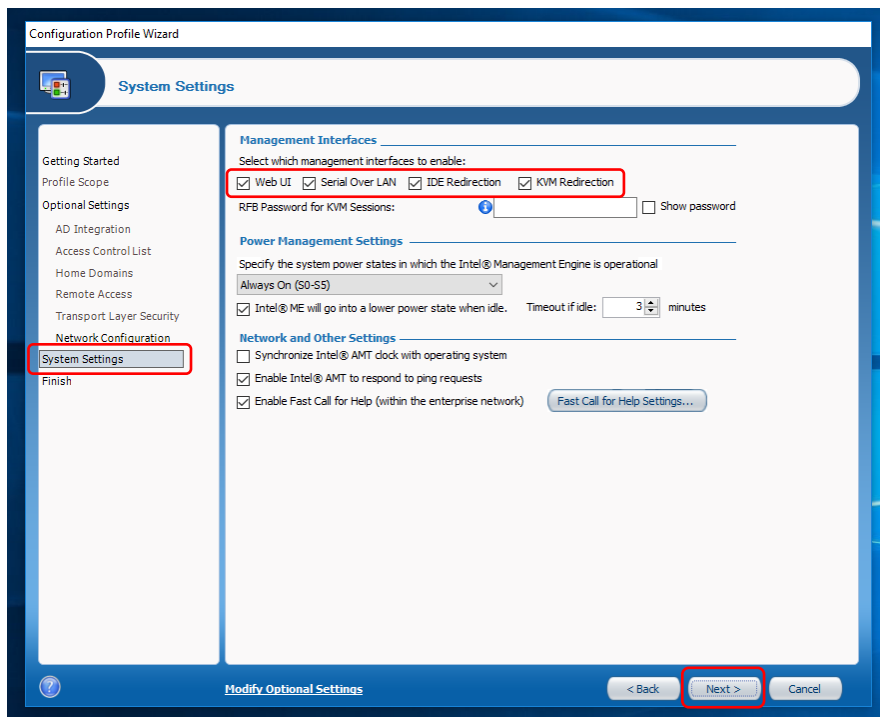 Configuration Profile Wizard
System Settings
Getting Started
Profile Scope
Optional Settings
AD Integration
Access Control List
Home Domains
Remote Access
Transport Layer Security
Network Configuration
System Settings
Finish
Management Interfaces
Select which management interfaces to enable:
Web UI Serial Over LAN IDE Redirection KVM Redirection
RFB Password for KVM Sessions: Show password
Power Management Settings
Specify the system power states in which the Intel® Management Engine is operational
Always On (S0-S5)
Intel® ME will go into a lower power state when idle. Timeout if idle: 3 minutes
Network and Other Settings
Synchronize Intel® AMT clock with operating system
Enable Intel® AMT to respond to ping requests
Enable Fast Call for Help (within the enterprise network) Fast Call for Help Settings...
Modify Optional Settings < Back Next > Cancel